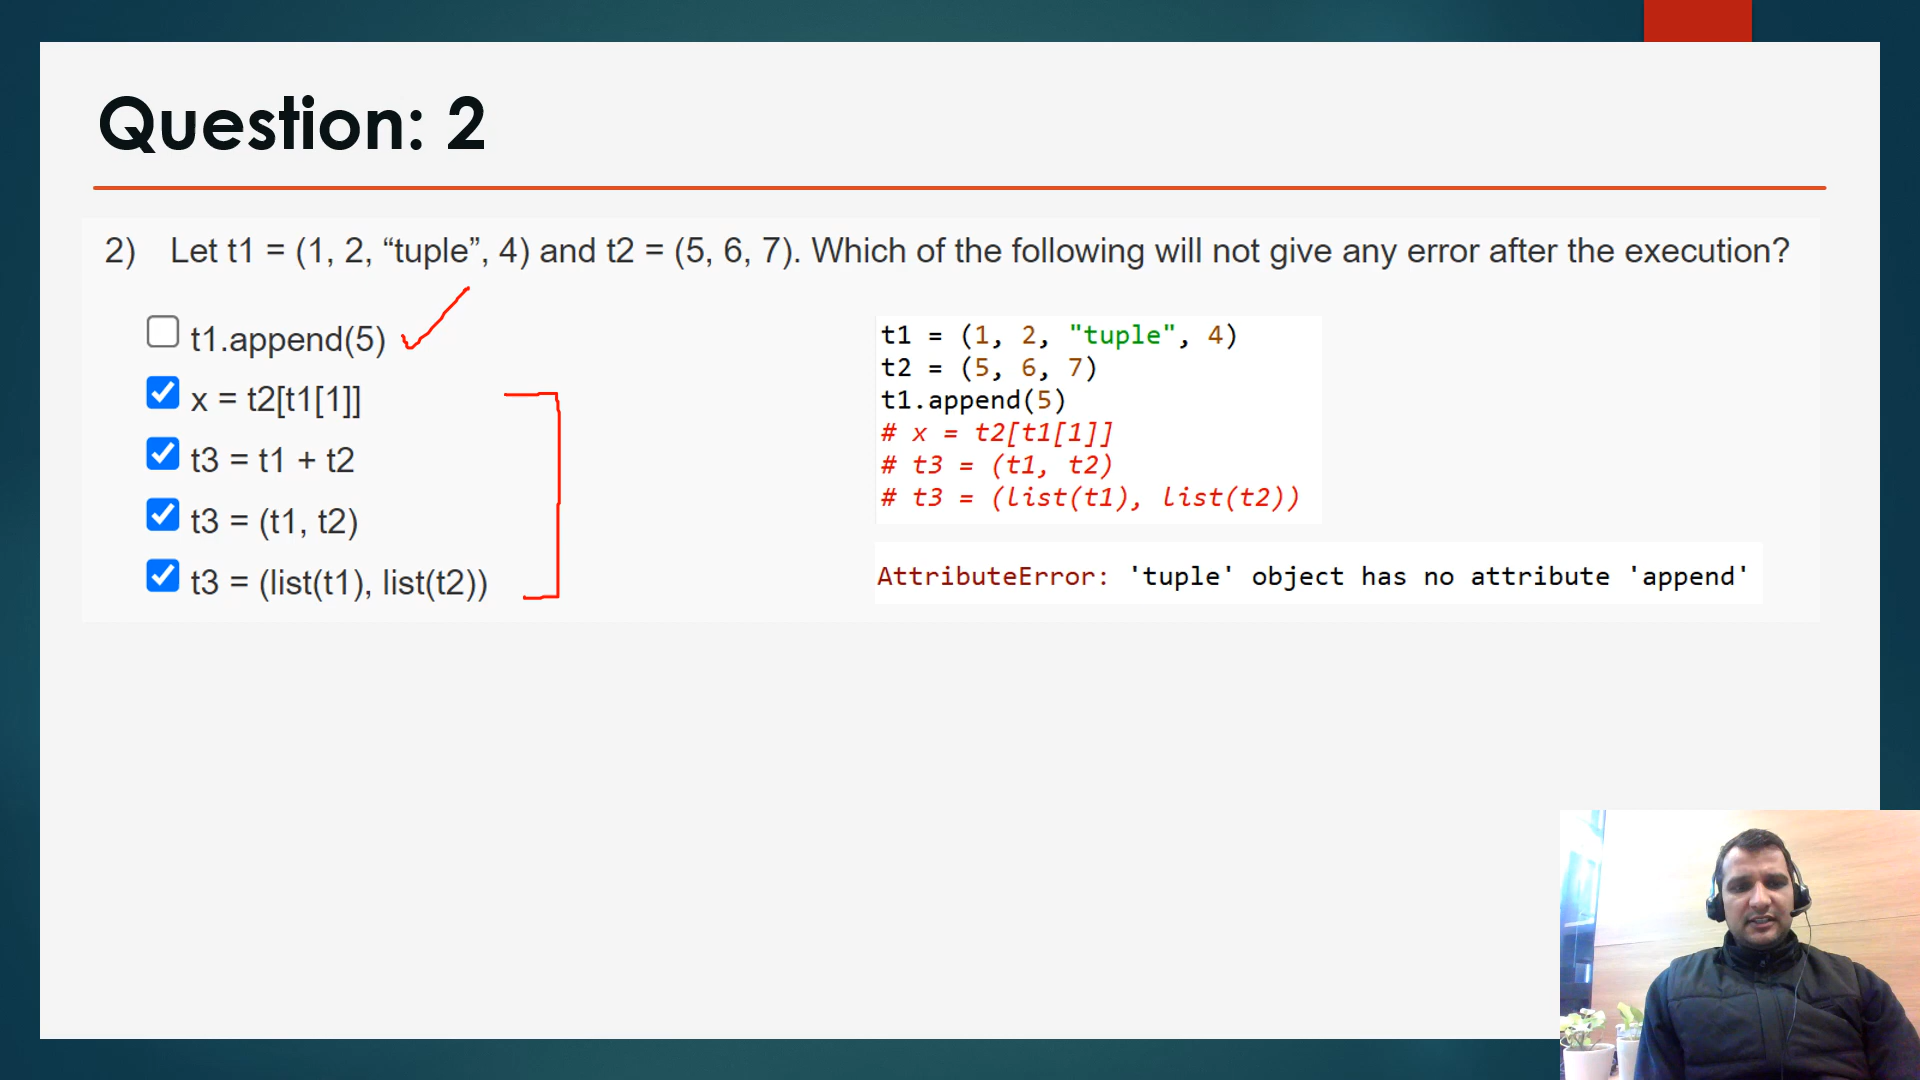 Question: 2
2) Let t1 = (1, 2, “tuple”, 4) and t2 = (5, 6, 7). Which of the following will not give any error after the execution?
t1.append(5)
x = t2[t1[1]]
t3 = t1 + t2
t3 = (t1, t2)
t3 = (list(t1), list(t2))
t1 = (1, 2, "tuple", 4)
t2 = (5, 6, 7)
t1.append(5)
# x = t2[t1[1]]
# t3 = (t1, t2)
# t3 = (list(t1), list(t2))
AttributeError: 'tuple' object has no attribute 'append'